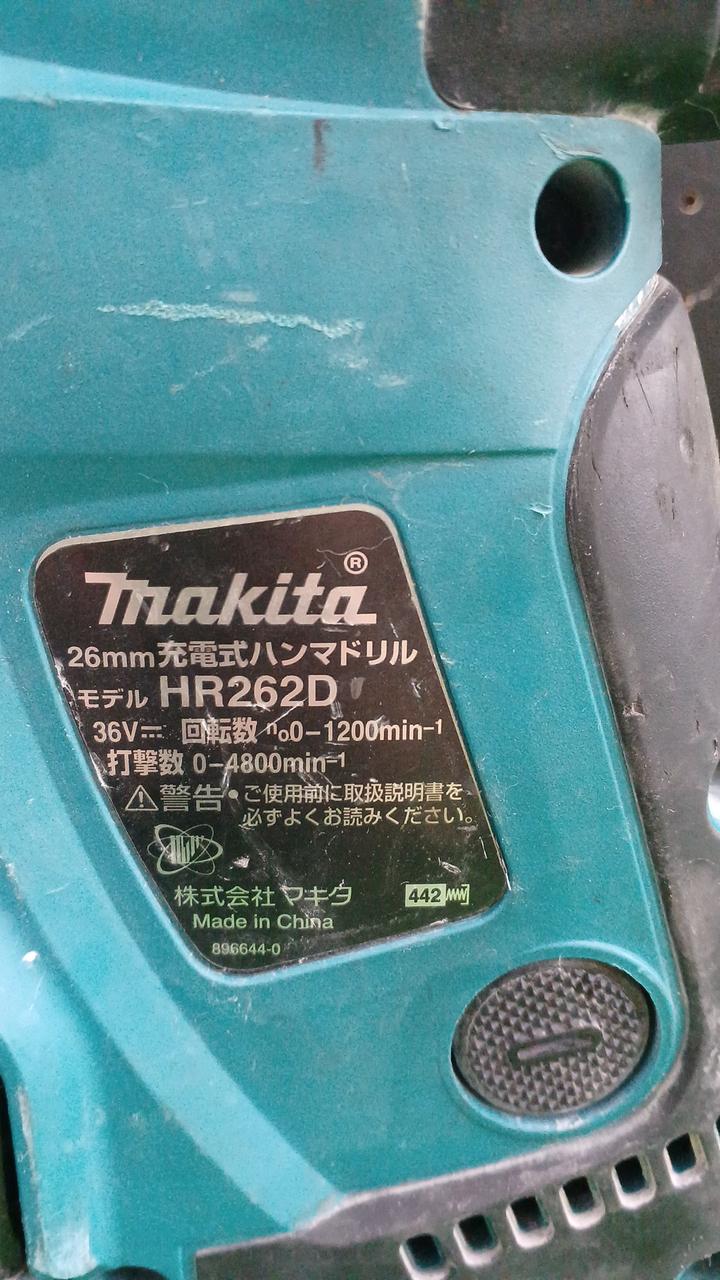 makita®
26mm充電式ハンマドリル
モデル HR262D
36V⎓ 回転数 n₀0-1200min⁻¹
打撃数 0-4800min⁻¹
⚠警告・ご使用前に取扱説明書を
必ずよくお読みください。
株式会社 マキタ 442
Made in China
896644-0